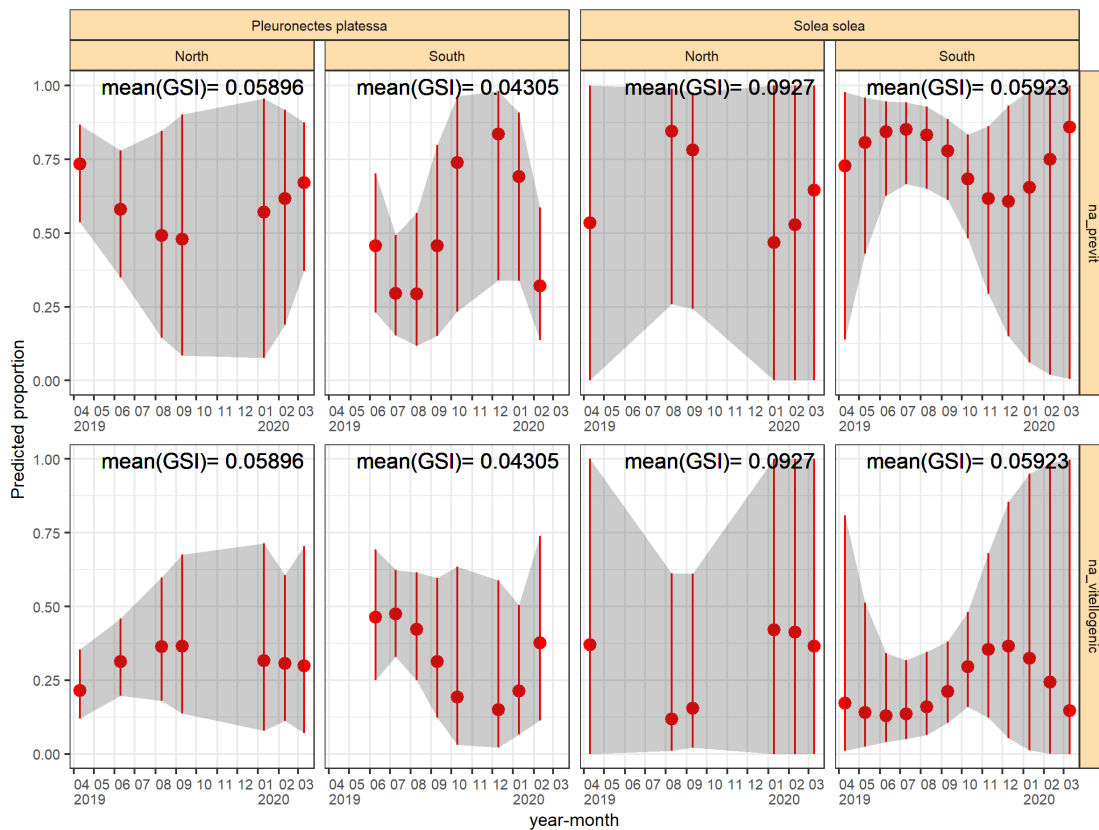 Pleuronectes platessa Solea solea
North South North South
mean(GSI)= 0.05896 mean(GSI)= 0.04305 mean(GSI)= 0.0927 mean(GSI)= 0.05923
1.00
0.75
0.50
0.25
0.00
na_previt
04 05 06 07 08 09 10 11 12 01 02 03 04 05 06 07 08 09 10 11 12 01 02 03 04 05 06 07 08 09 10 11 12 01 02 03 04 05 06 07 08 09 10 11 12 01 02 03
2019 2020 2019 2020 2019 2020 2019 2020
Predicted proportion
mean(GSI)= 0.05896 mean(GSI)= 0.04305 mean(GSI)= 0.0927 mean(GSI)= 0.05923
1.00
0.75
0.50
0.25
0.00
na_vitellogenic
04 05 06 07 08 09 10 11 12 01 02 03 04 05 06 07 08 09 10 11 12 01 02 03 04 05 06 07 08 09 10 11 12 01 02 03 04 05 06 07 08 09 10 11 12 01 02 03
2019 2020 2019 2020 2019 2020 2019 2020
year-month